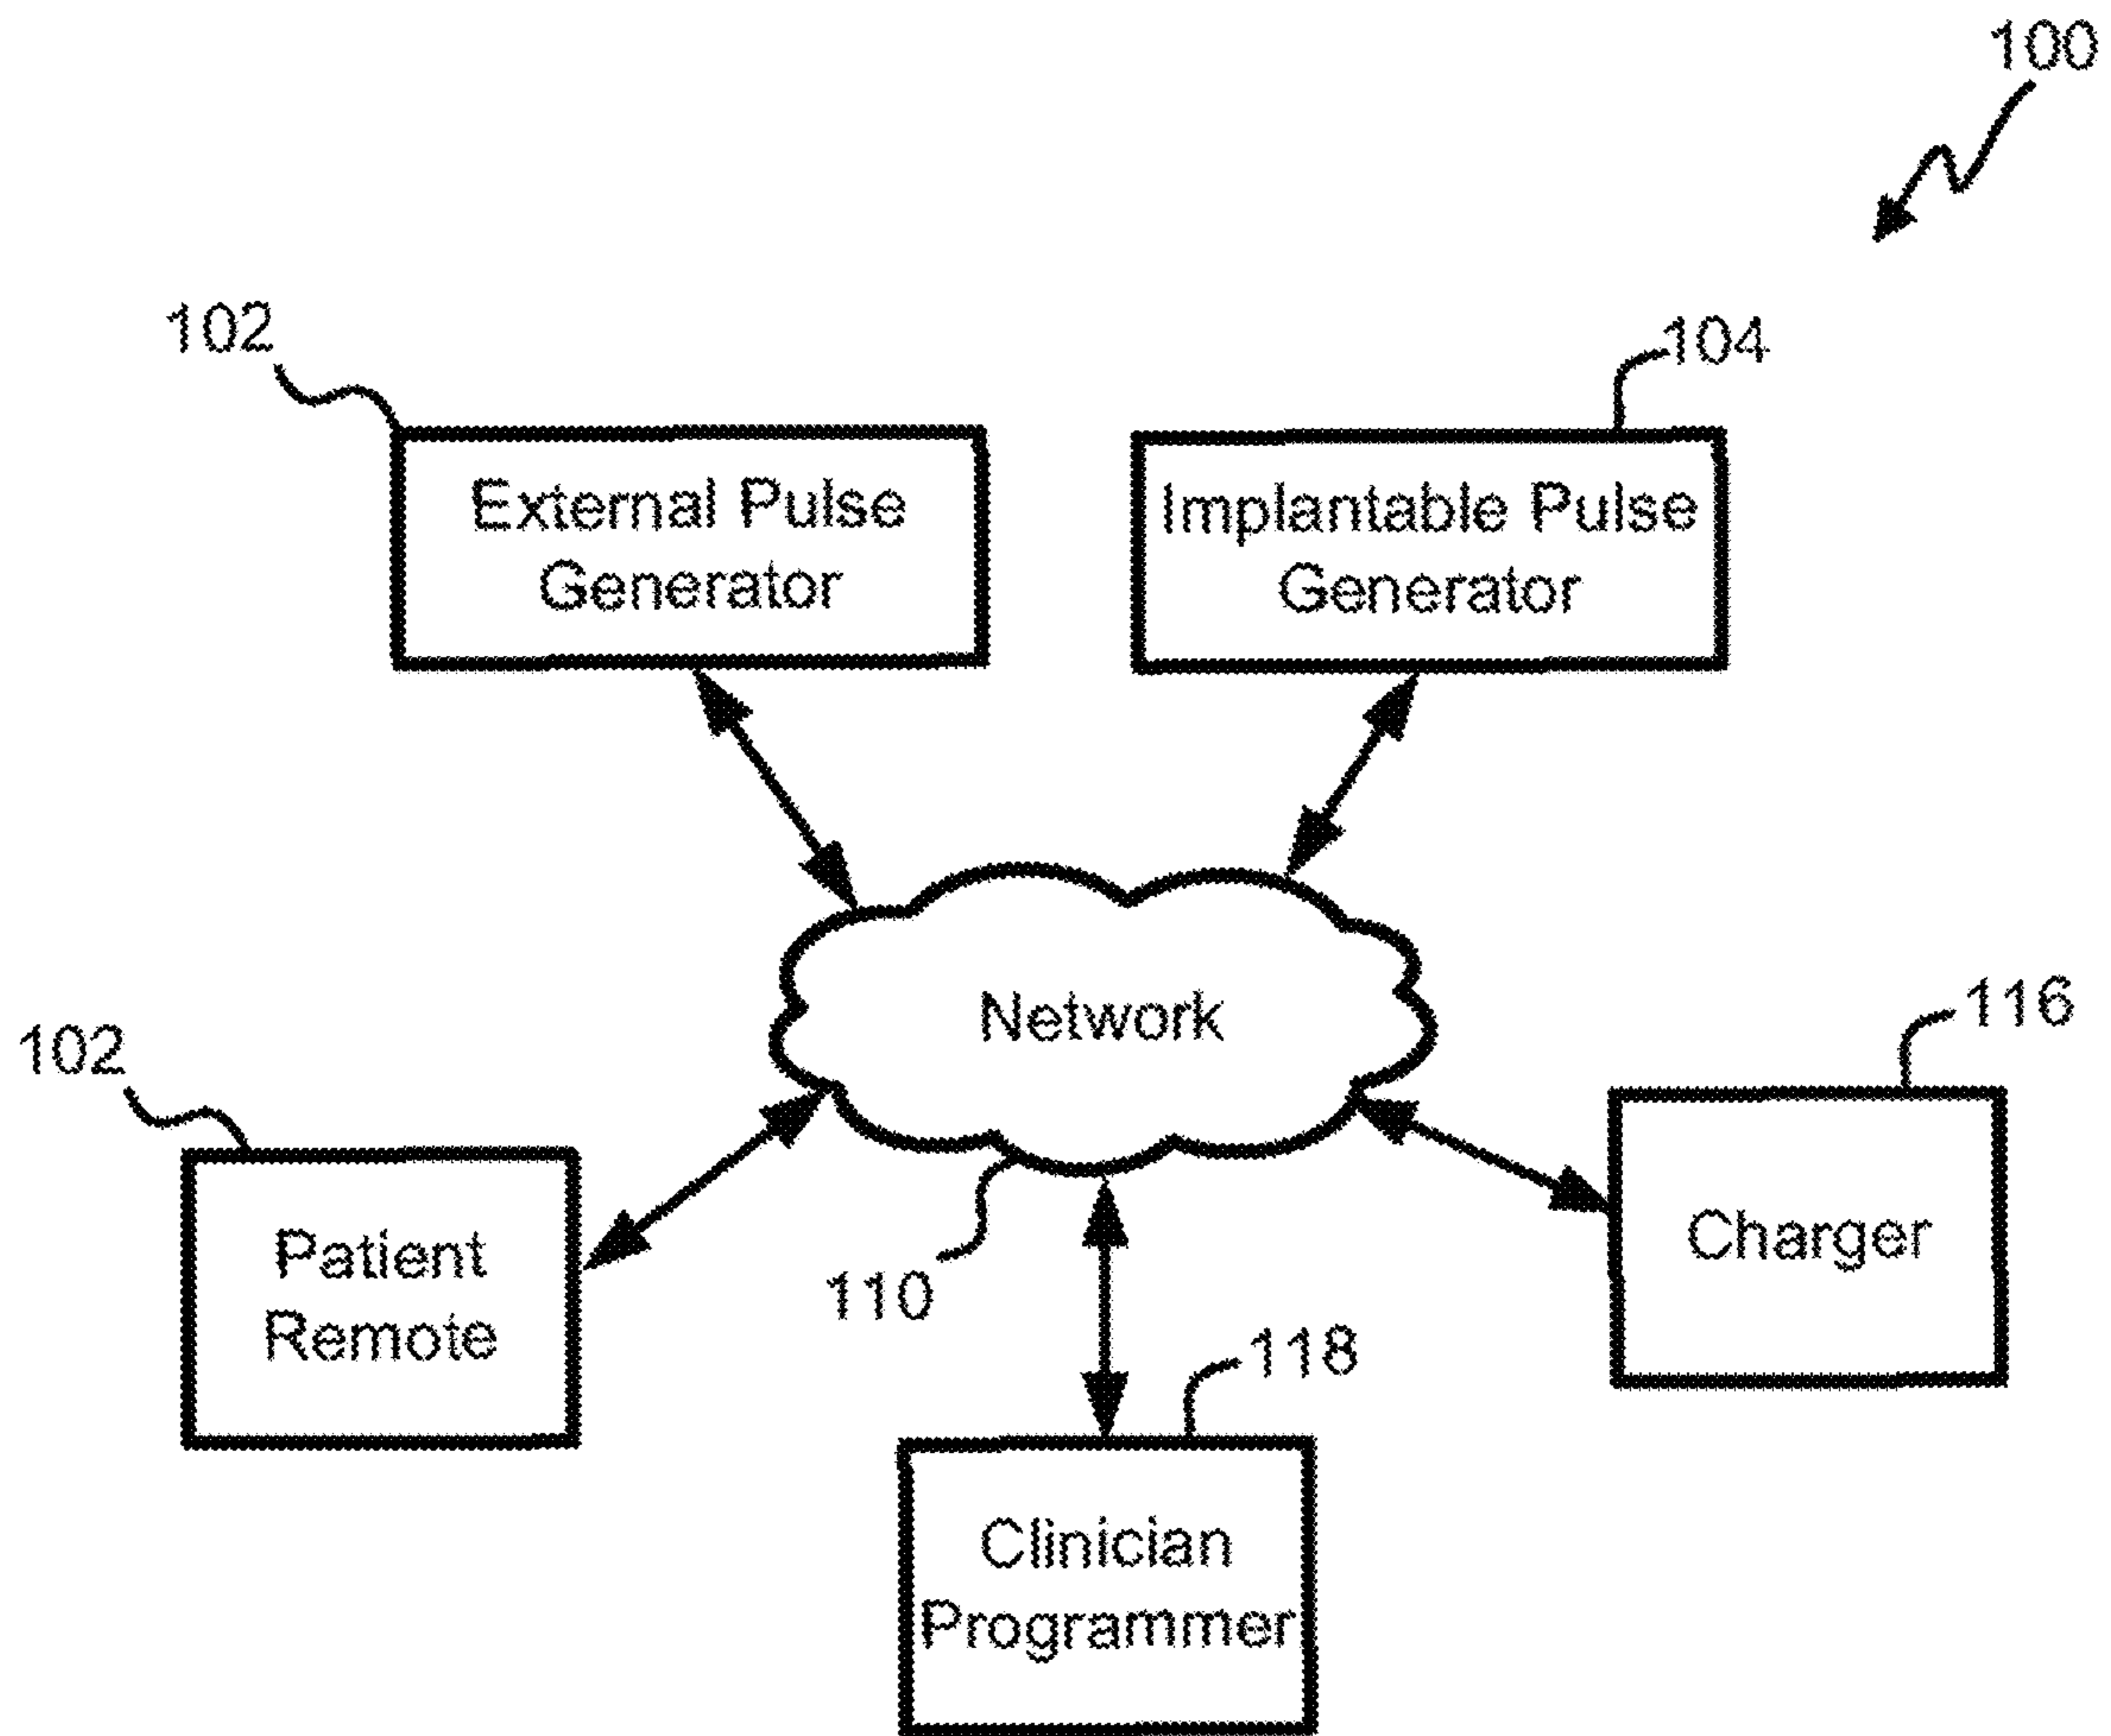 100
102
104
External Pulse
Generator
Implantable Pulse
Generator
Network
102
116
Patient
Remote
110
Charger
118
Clinician
Programmer